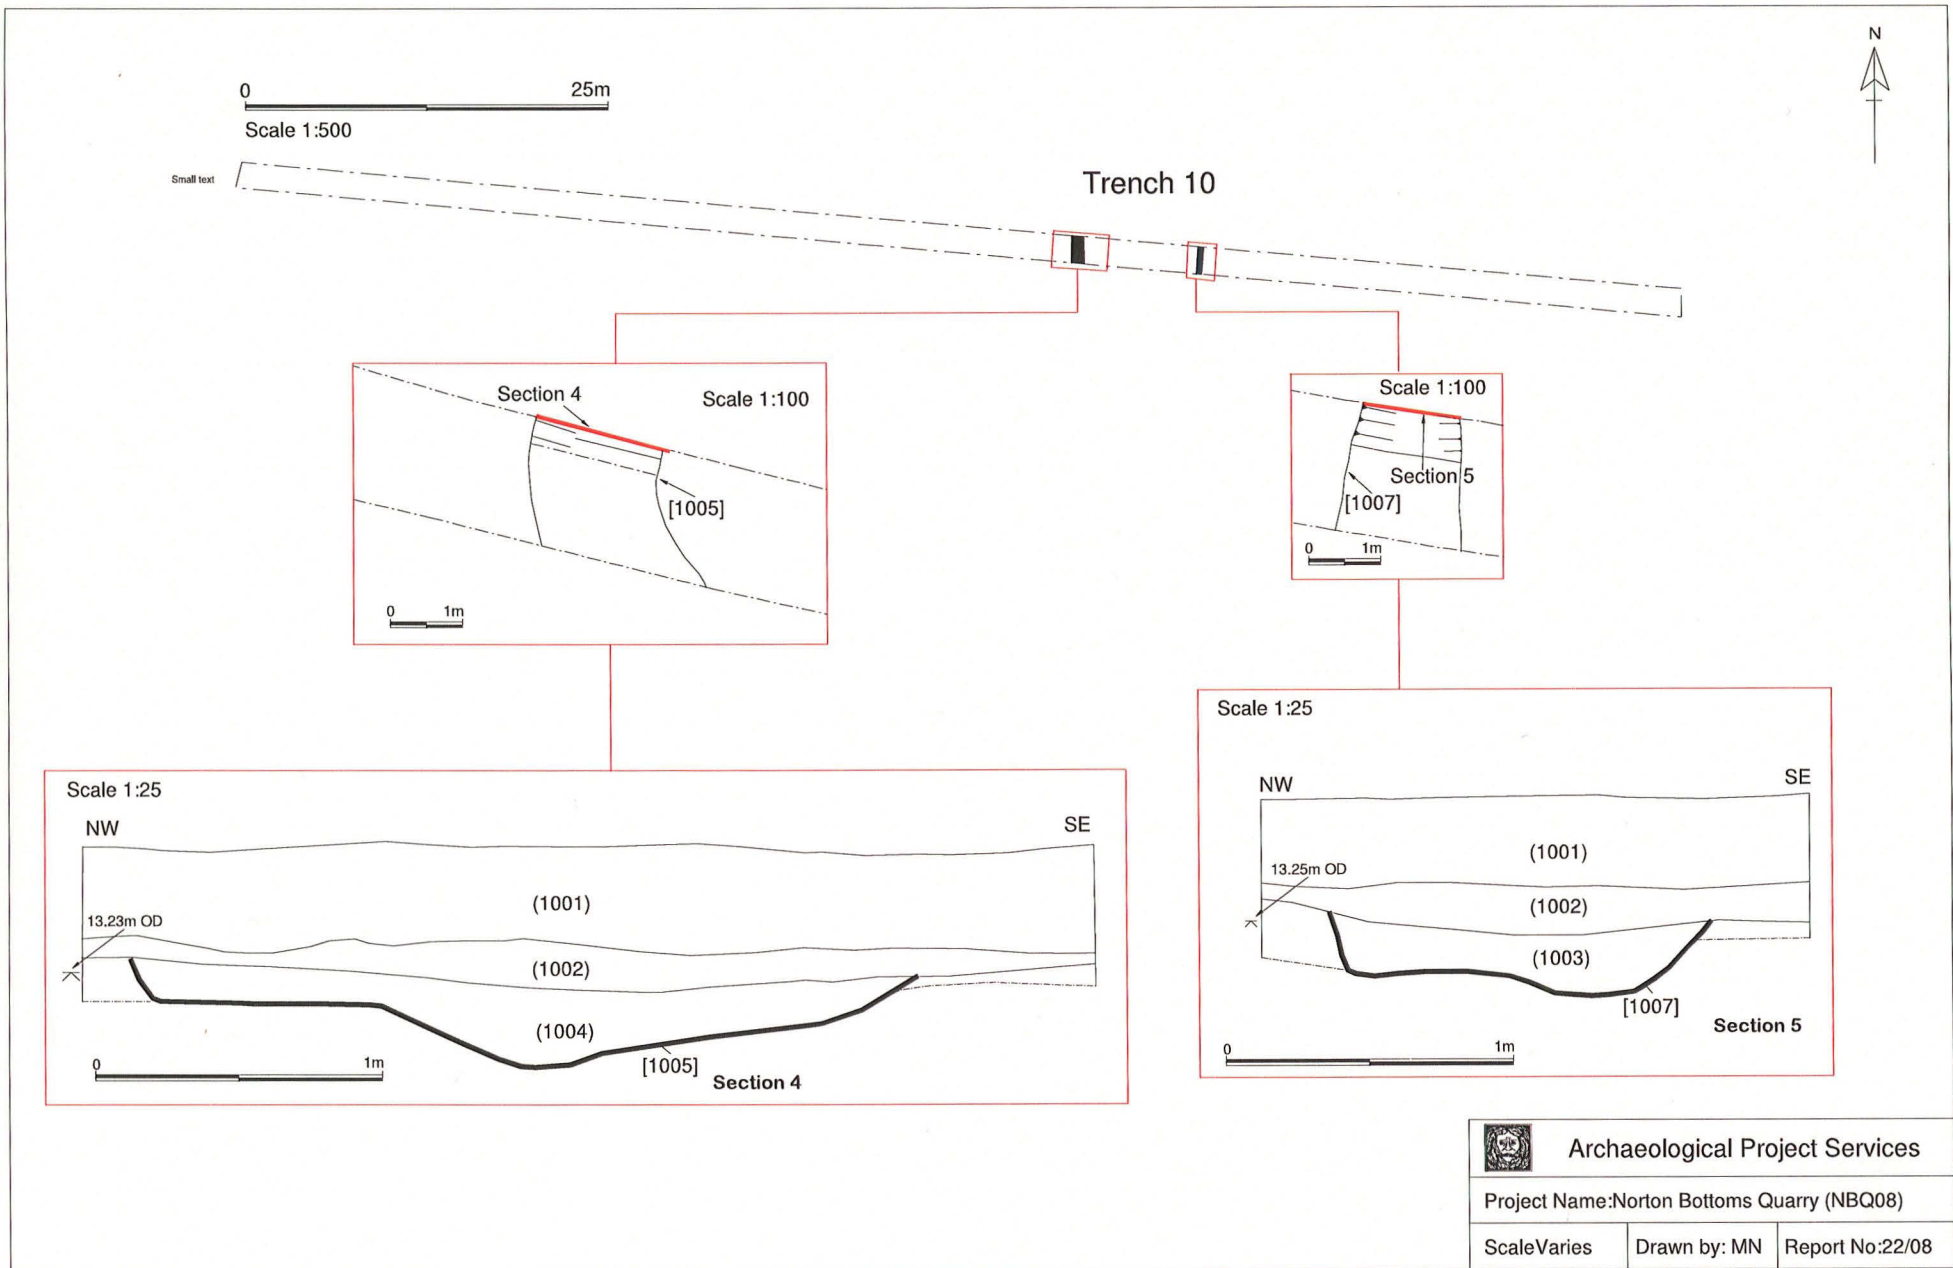 N
0 25m
Scale 1:500
Small text
Trench 10
Section 4
Scale 1:100
[1005]
0 1m
Scale 1:100
Section 5
[1007]
0 1m
Scale 1:25
NW SE
(1001)
13.23m OD
(1002)
(1004)
[1005]
0 1m
Section 4
Scale 1:25
NW SE
(1001)
13.25m OD
(1002)
(1003)
[1007]
Section 5
0 1m
Archaeological Project Services
Project Name:Norton Bottoms Quarry (NBQ08)
ScaleVaries Drawn by: MN Report No:22/08